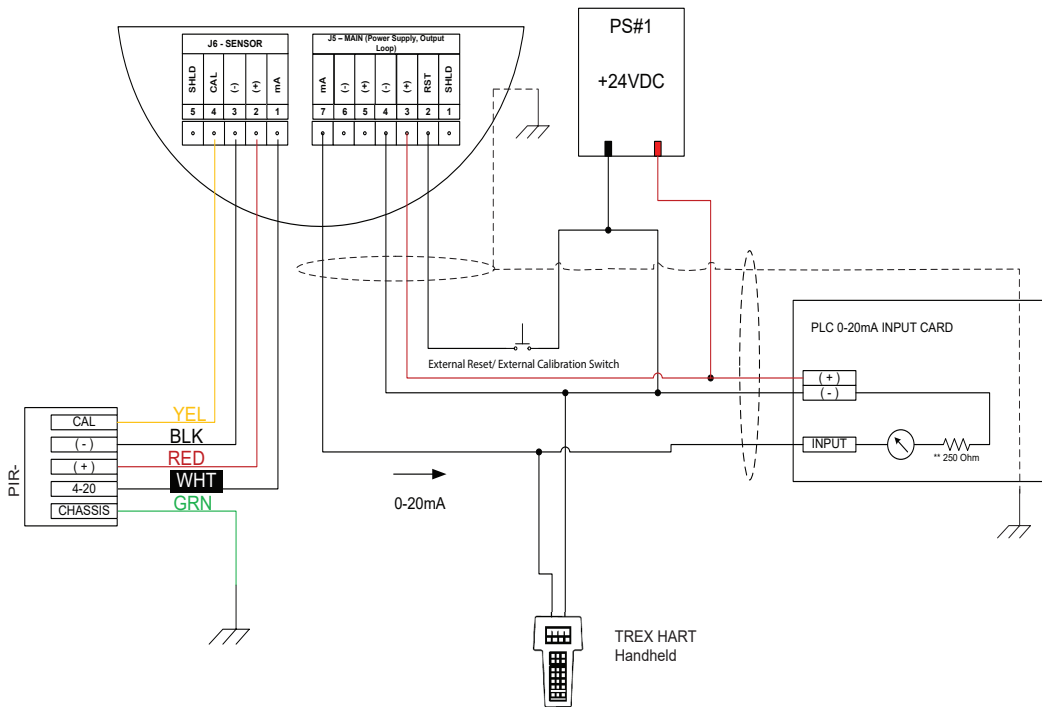 J6 - SENSOR
SHLD CAL (-) (+) mA
5 4 3 2 1
J5 – MAIN (Power Supply, Output
Loop)
mA (-) (+) (-) (+) RST SHLD
7 6 5 4 3 2 1
PS#1
+24VDC
External Reset/ External Calibration Switch
PLC 0-20mA INPUT CARD
( + )
( - )
INPUT
** 250 Ohm
PIR-
CAL
( - )
( + )
4-20
CHASSIS
YEL
BLK
RED
WHT
GRN
0-20mA
TREX HART
Handheld